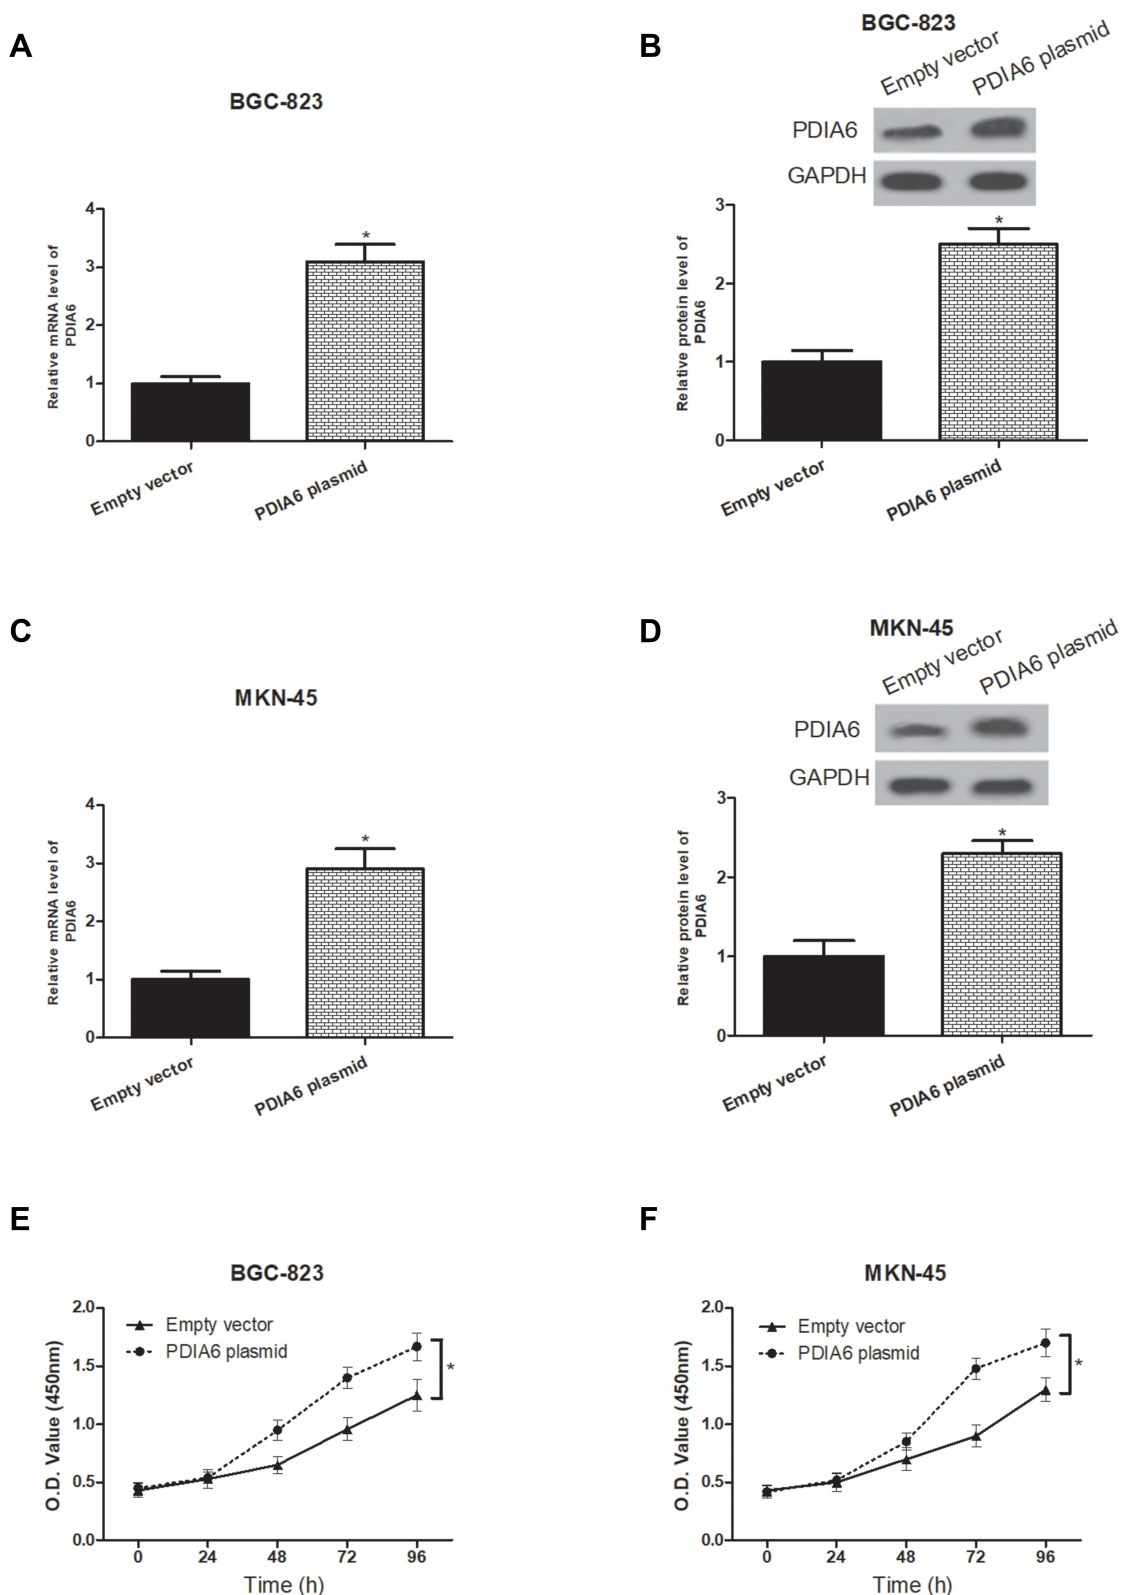 A
BGC-823
Relative mRNA level of
PDIA6
4
3
2
1
0
*
Empty vector
PDIA6 plasmid
B
BGC-823
Empty vector
PDIA6 plasmid
PDIA6
GAPDH
Relative protein level of
PDIA6
3
2
1
0
*
Empty vector
PDIA6 plasmid
C
MKN-45
Relative mRNA level of
PDIA6
4
3
2
1
0
*
Empty vector
PDIA6 plasmid
D
MKN-45
Empty vector
PDIA6 plasmid
PDIA6
GAPDH
Relative protein level of
PDIA6
3
2
1
0
*
Empty vector
PDIA6 plasmid
E
BGC-823
O.D. Value (450nm)
2.0
1.5
1.0
0.5
0.0
Empty vector
PDIA6 plasmid
*
0 24 48 72 96
Time (h)
F
MKN-45
O.D. Value (450nm)
2.0
1.5
1.0
0.5
0.0
Empty vector
PDIA6 plasmid
*
0 24 48 72 96
Time (h)